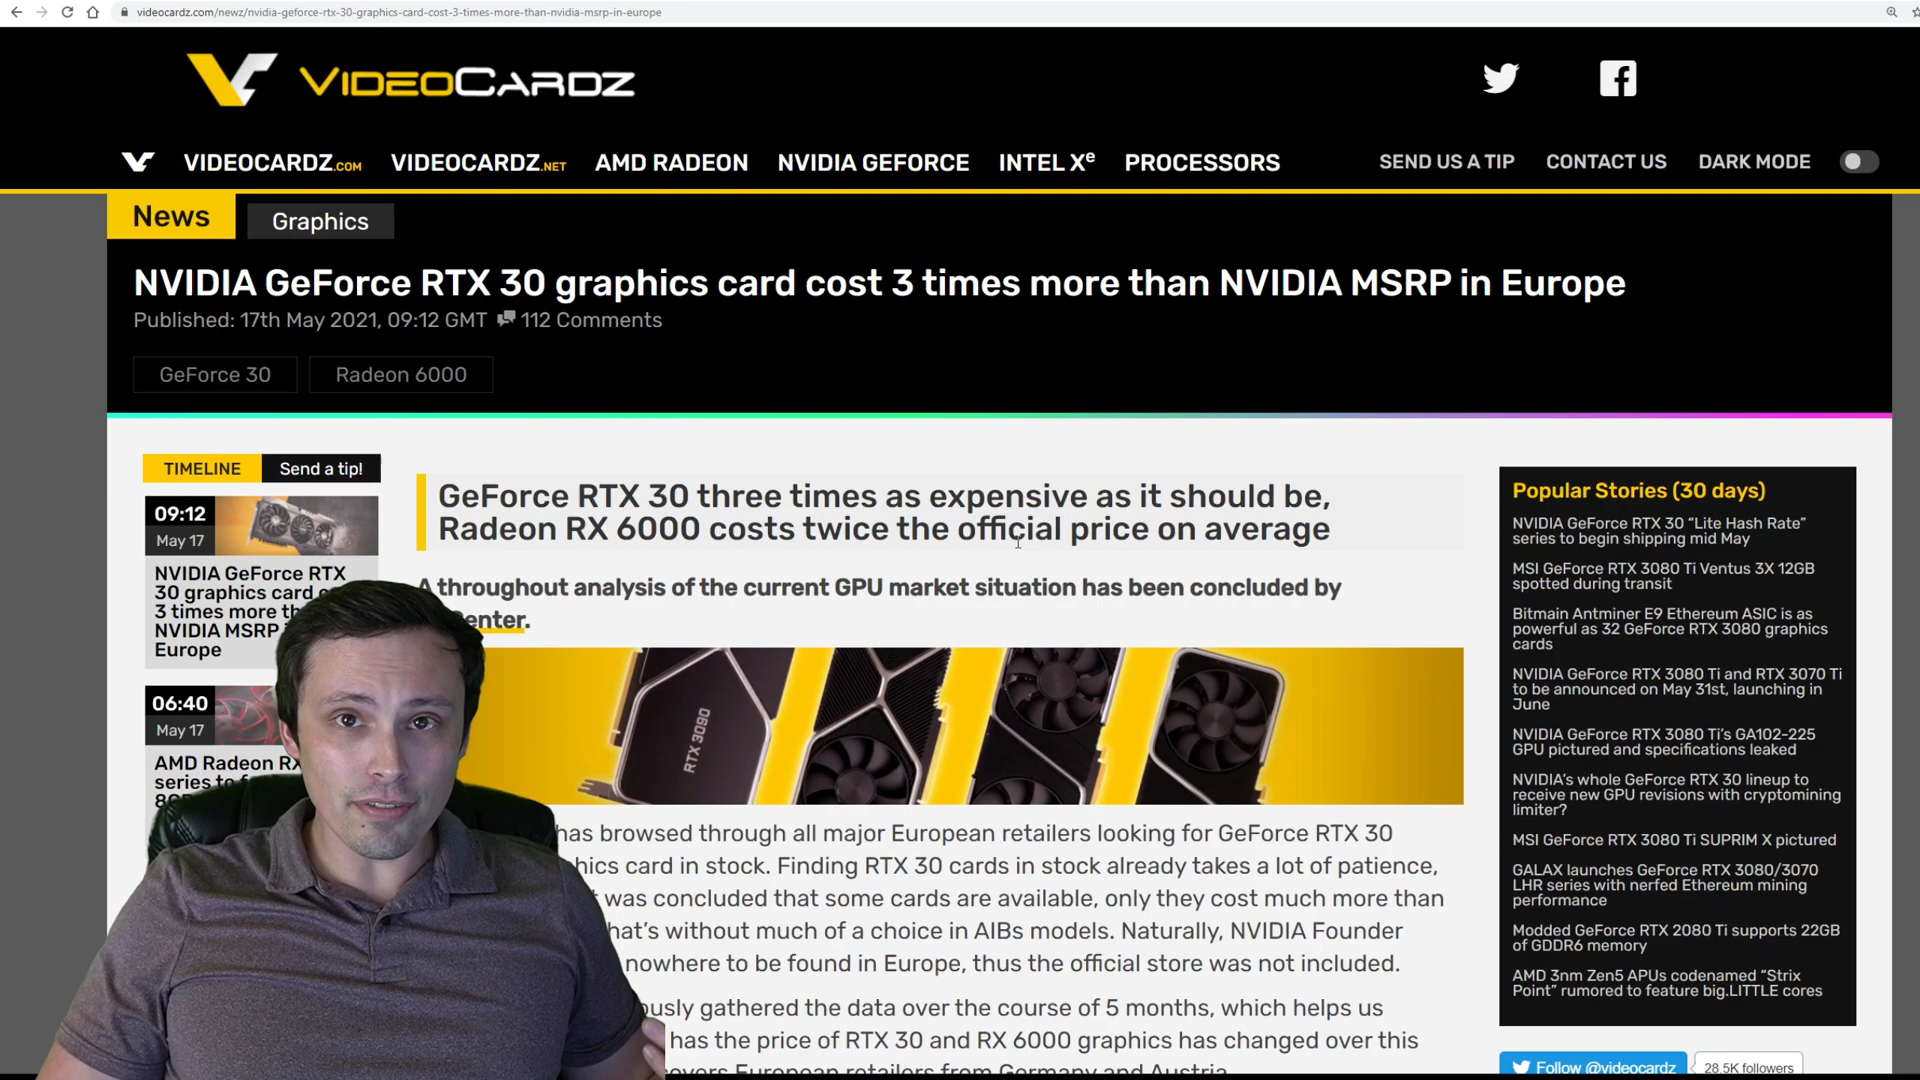 videocardz.com/newz/nvidia-geforce-rtx-30-graphics-card-cost-3-times-more-than-nvidia-msrp-in-europe
VIDEOCARDZ
VIDEOCARDZ.COM
VIDEOCARDZ.NET
AMD RADEON
NVIDIA GEFORCE
INTEL Xe
PROCESSORS
SEND US A TIP
CONTACT US
DARK MODE
News
Graphics
NVIDIA GeForce RTX 30 graphics card cost 3 times more than NVIDIA MSRP in Europe
Published: 17th May 2021, 09:12 GMT 112 Comments
GeForce 30
Radeon 6000
TIMELINE
Send a tip!
09:12
May 17
NVIDIA GeForce RTX
30 graphics card
3 times more
NVIDIA MSRP
Europe
06:40
May 17
AMD Radeon RX
series to
GeForce RTX 30 three times as expensive as it should be,
Radeon RX 6000 costs twice the official price on average
A throughout analysis of the current GPU market situation has been concluded by
RTX 3090
has browsed through all major European retailers looking for GeForce RTX 30
card in stock. Finding RTX 30 cards in stock already takes a lot of patience,
was concluded that some cards are available, only they cost much more than
without much of a choice in AIBs models. Naturally, NVIDIA Founder
nowhere to be found in Europe, thus the official store was not included.
gathered the data over the course of 5 months, which helps us
has the price of RTX 30 and RX 6000 graphics has changed over this
European retailers from Germany and Austria
Popular Stories (30 days)
NVIDIA GeForce RTX 30 “Lite Hash Rate”
series to begin shipping mid May
MSI GeForce RTX 3080 Ti Ventus 3X 12GB
spotted during transit
Bitmain Antminer E9 Ethereum ASIC is as
powerful as 32 GeForce RTX 3080 graphics
cards
NVIDIA GeForce RTX 3080 Ti and RTX 3070 Ti
to be announced on May 31st, launching in
June
NVIDIA GeForce RTX 3080 Ti’s GA102-225
GPU pictured and specifications leaked
NVIDIA’s whole GeForce RTX 30 lineup to
receive new GPU revisions with cryptomining
limiter?
MSI GeForce RTX 3080 Ti SUPRIM X pictured
GALAX launches GeForce RTX 3080/3070
LHR series with nerfed Ethereum mining
performance
Modded GeForce RTX 2080 Ti supports 22GB
of GDDR6 memory
AMD 3nm Zen5 APUs codenamed “Strix
Point” rumored to feature big.LITTLE cores
Follow @videocardz
28.5K followers